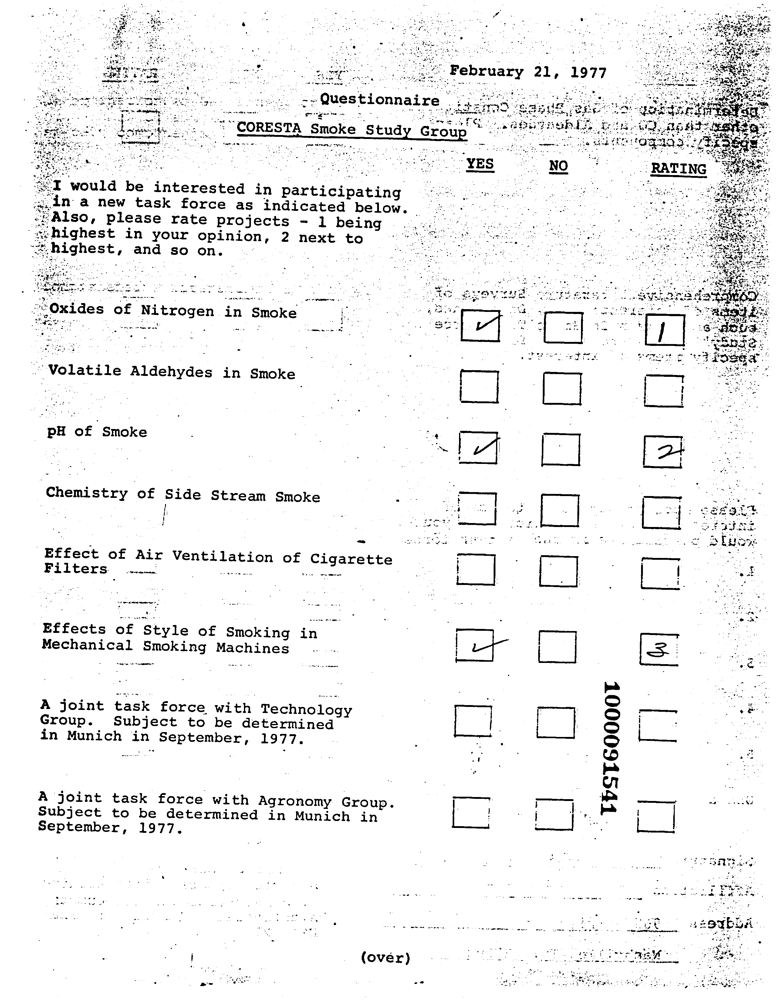 February 21, 1977
Questionnaire
CORESTA Smoke Study Group
YES NO RATING
I would be interested in participating
in a new task force as indicated below.
Also, please rate projects - 1 being
highest in your opinion, 2 next to
highest, and so on.
Oxides of Nitrogen in Smoke ✓ 1
Volatile Aldehydes in Smoke
pH of Smoke ✓ 2
Chemistry of Side Stream Smoke
Effect of Air Ventilation of Cigarette
Filters
Effects of Style of Smoking in
Mechanical Smoking Machines ✓ 3
A joint task force with Technology
Group. Subject to be determined
in Munich in September, 1977.
A joint task force with Agronomy Group.
Subject to be determined in Munich in
September, 1977.
1000091541
(over)